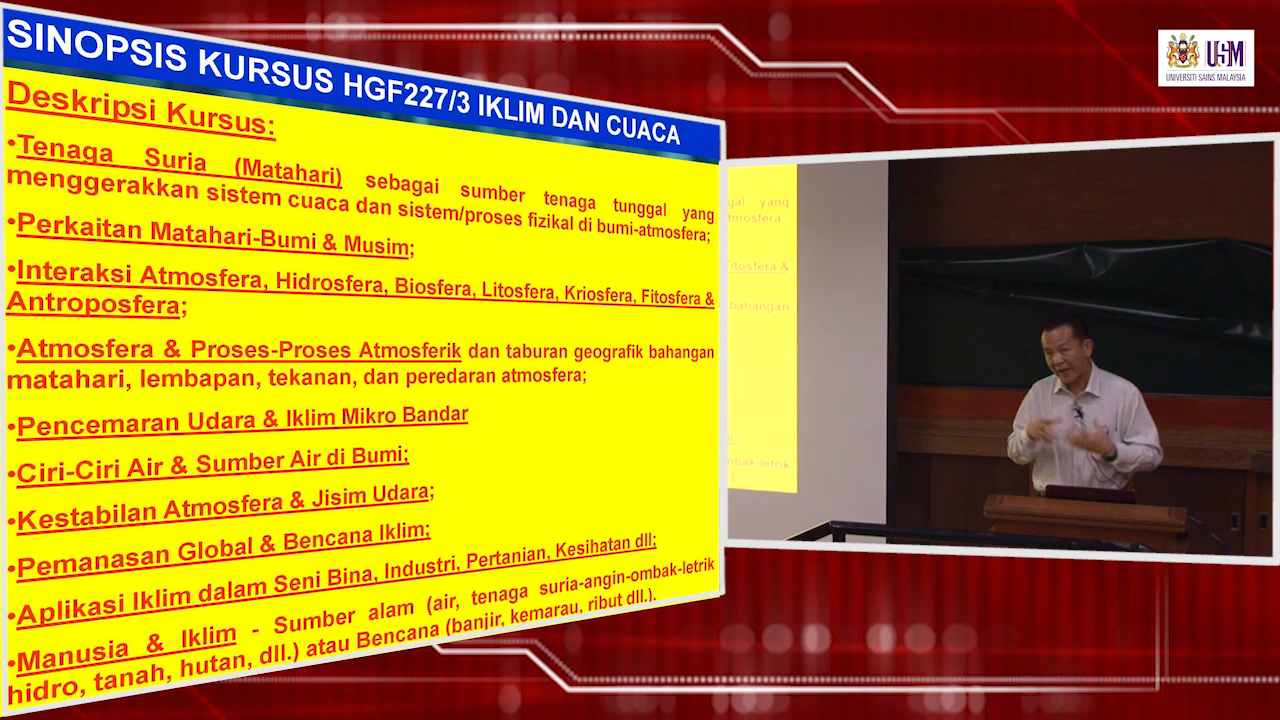 SINOPSIS KURSUS HGF227/3 IKLIM DAN CUACA
Deskripsi Kursus:
•Tenaga Suria (Matahari) sebagai sumber tenaga tunggal yang
menggerakkan sistem cuaca dan sistem/proses fizikal di bumi-atmosfera;
•Perkaitan Matahari-Bumi & Musim;
•Interaksi Atmosfera, Hidrosfera, Biosfera, Litosfera, Kriosfera, Fitosfera &
Antroposfera;
•Atmosfera & Proses-Proses Atmosferik dan taburan geografik bahangan
matahari, lembapan, tekanan, dan peredaran atmosfera;
•Pencemaran Udara & Iklim Mikro Bandar
•Ciri-Ciri Air & Sumber Air di Bumi;
•Kestabilan Atmosfera & Jisim Udara;
•Pemanasan Global & Bencana Iklim;
•Aplikasi Iklim dalam Seni Bina, Industri, Pertanian, Kesihatan dll;
•Manusia & Iklim - Sumber alam (air, tenaga suria-angin-ombak-letrik
hidro, tanah, hutan, dll.) atau Bencana (banjir, kemarau, ribut dll.).
USM
UNIVERSITI SAINS MALAYSIA
yang
Fitosfera &
bahangan